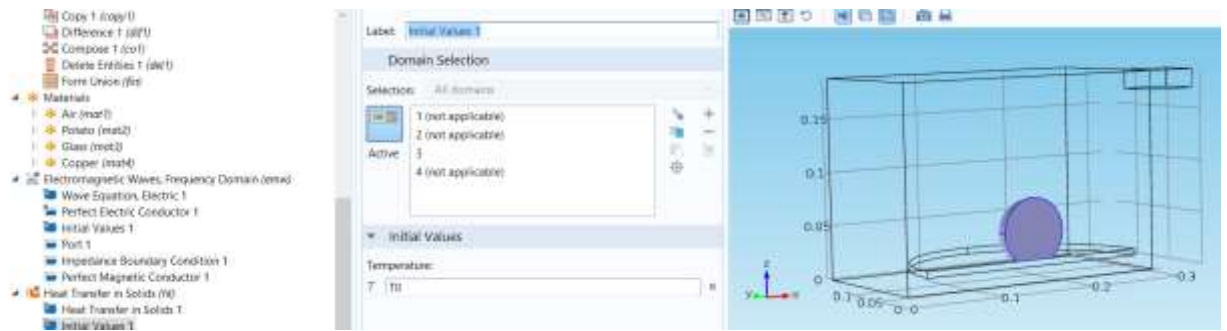 Copy 1 (copy1)
Difference 1 (dif1)
Compose 1 (co1)
Delete Entities 1 (del1)
Form Union (fin)
Materials
Air (mat1)
Potato (mat2)
Glass (mat3)
Copper (mat4)
Electromagnetic Waves, Frequency Domain (emw)
Wave Equation, Electric 1
Perfect Electric Conductor 1
Initial Values 1
Port 1
Impedance Boundary Condition 1
Perfect Magnetic Conductor 1
Heat Transfer in Solids (ht)
Heat Transfer in Solids 1
Initial Values 1
Label: Initial Values 1
Domain Selection
Selection: All domains
1 (not applicable)
2 (not applicable)
3
4 (not applicable)
Active
Initial Values
Temperature:
T T0
0.15
0.1
0.05
0
0.1 0.05 0 0
0.1
0.2
0.3
z
y x